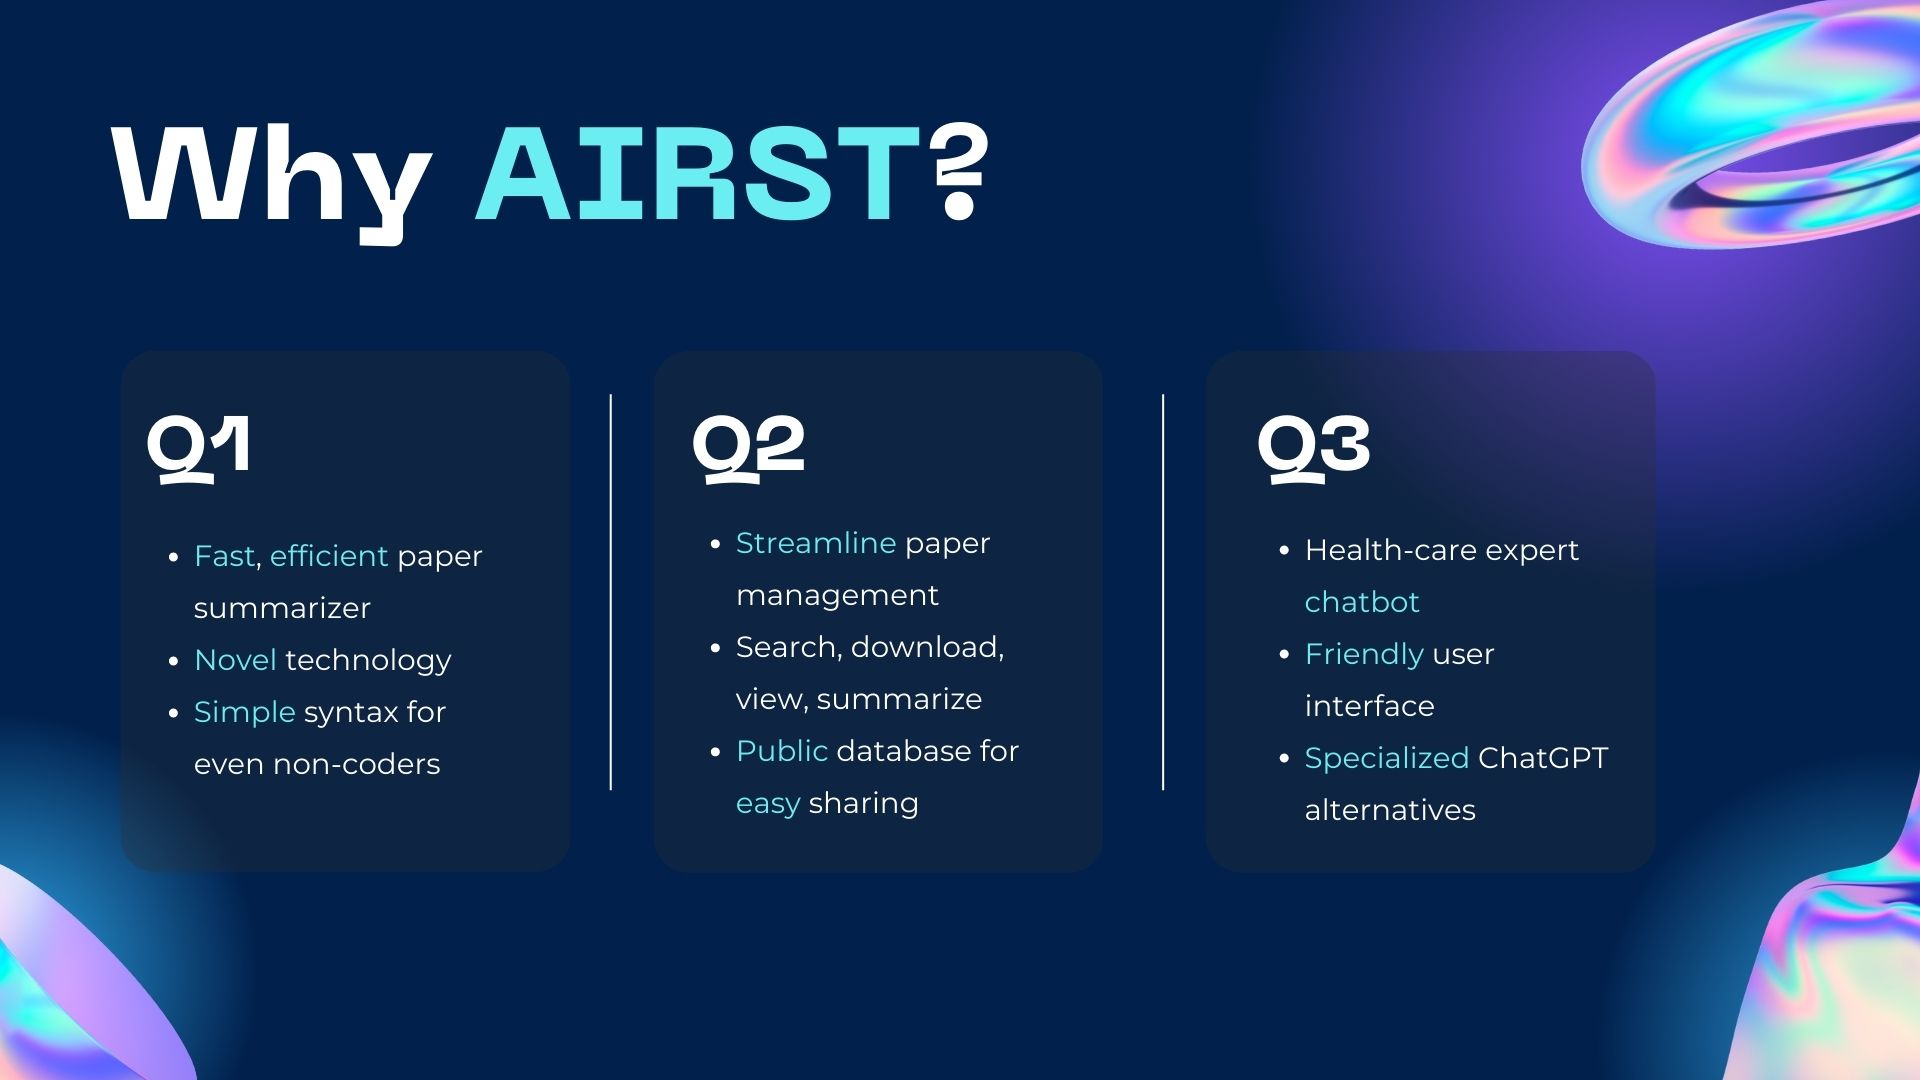 Why AIRST?
Q1
• Fast, efficient paper
summarizer
• Novel technology
• Simple syntax for
even non-coders
Q2
• Streamline paper
management
• Search, download,
view, summarize
• Public database for
easy sharing
Q3
• Health-care expert
chatbot
• Friendly user
interface
• Specialized ChatGPT
alternatives